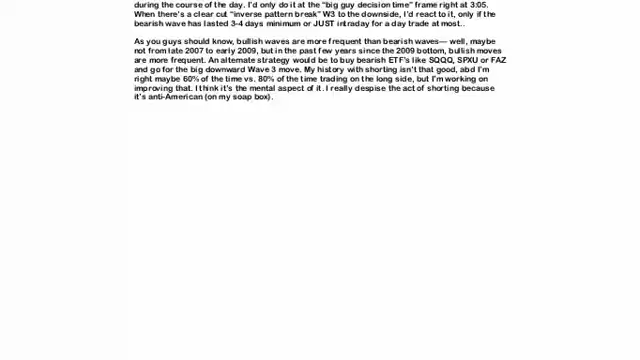 during the course of the day. I'd only do it at the “big guy decision time” frame right at 3:05.
When there's a clear cut “inverse pattern break” W3 to the downside, I'd react to it, only if the
bearish wave has lasted 3-4 days minimum or JUST intraday for a day trade at most..
As you guys should know, bullish waves are more frequent than bearish waves— well, maybe
not from late 2007 to early 2009, but in the past few years since the 2009 bottom, bullish moves
are more frequent. An alternate strategy would be to buy bearish ETF's like SQQQ, SPXU or FAZ
and go for the big downward Wave 3 move. My history with shorting isn't that good, abd I'm
right maybe 60% of the time vs. 80% of the time trading on the long side, but I'm working on
improving that. I think it's the mental aspect of it. I really despise the act of shorting because
it's anti-American (on my soap box).